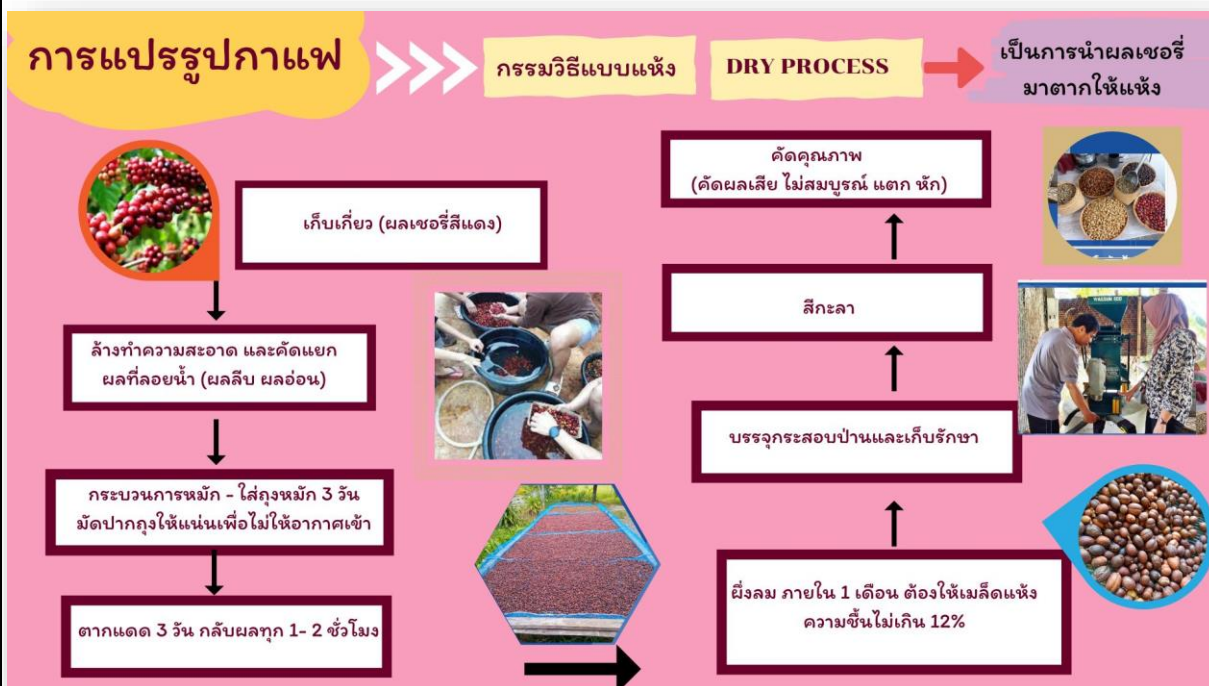 การแปรรูปกาแฟ
กรรมวิธีแบบแห้ง
DRY PROCESS
เป็นการนำผลเชอรี่
มาตากให้แห้ง
เก็บเกี่ยว (ผลเชอรี่สีแดง)
ล้างทำความสะอาด และคัดแยก
ผลที่ลอยน้ำ (ผลลีบ ผลอ่อน)
กระบวนการหมัก - ใส่ถุงหมัก 3 วัน
มัดปากถุงให้แน่นเพื่อไม่ให้อากาศเข้า
ตากแดด 3 วัน กลับผลทุก 1- 2 ชั่วโมง
ผึ่งลม ภายใน 1 เดือน ต้องให้เมล็ดแห้ง
ความชื้นไม่เกิน 12%
บรรจุกระสอบป่านและเก็บรักษา
สีกะลา
คัดคุณภาพ
(คัดผลเสีย ไม่สมบูรณ์ แตก หัก)